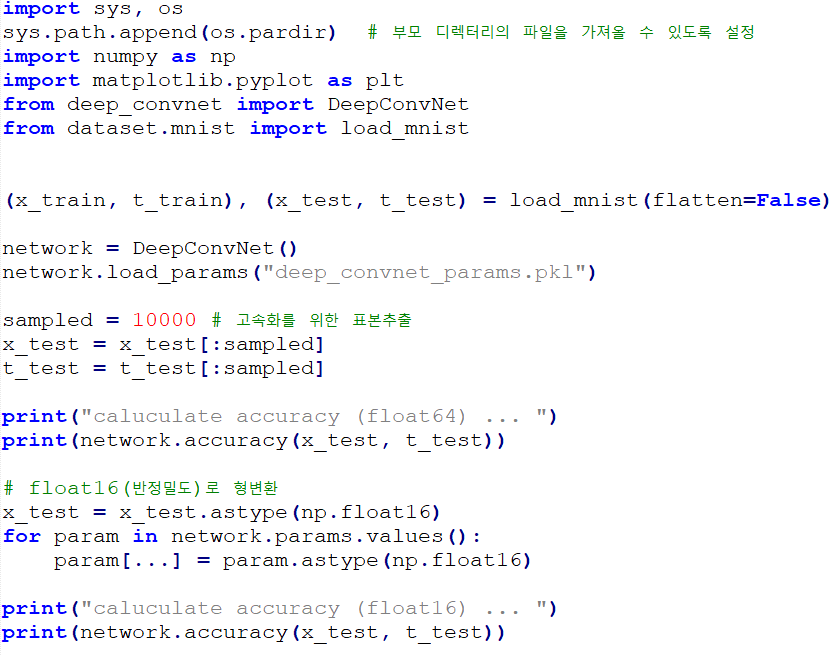 import sys, os
sys.path.append(os.pardir)  # 부모 디렉터리의 파일을 가져올 수 있도록 설정
import numpy as np
import matplotlib.pyplot as plt
from deep_convnet import DeepConvNet
from dataset.mnist import load_mnist
(x_train, t_train), (x_test, t_test) = load_mnist(flatten=False)
network = DeepConvNet()
network.load_params("deep_convnet_params.pkl")
sampled = 10000 # 고속화를 위한 표본추출
x_test = x_test[:sampled]
t_test = t_test[:sampled]
print("caluculate accuracy (float64) ... ")
print(network.accuracy(x_test, t_test))
# float16(반정밀도)로 형변환
x_test = x_test.astype(np.float16)
for param in network.params.values():
    param[...] = param.astype(np.float16)
print("caluculate accuracy (float16) ... ")
print(network.accuracy(x_test, t_test))